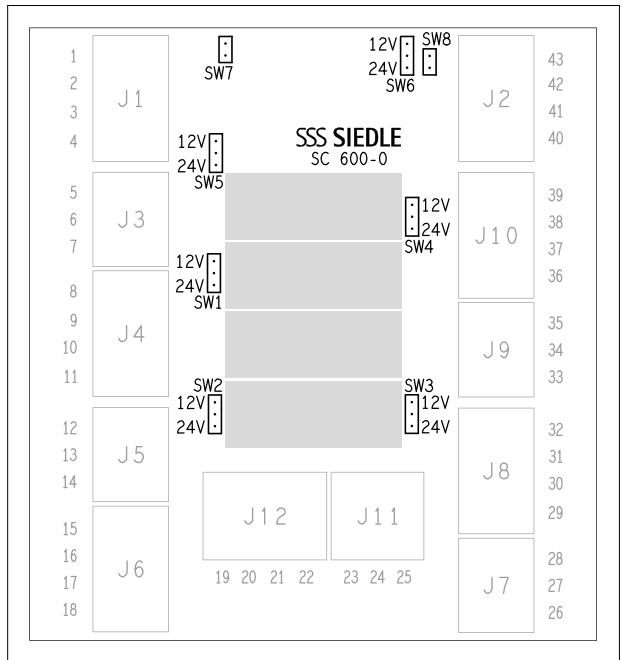 SW8
12V
1
43
SW7
24V
SW6
2
42
J1
J2
3
41
4
40
12V
SSS SIEDLE
SC 600-0
24V
SW5
5
39
12V
6
J3
38
24V
J10
SW4
7
37
12V
36
24V
8
SW1
9
35
10
J4
J9
34
11
33
SW2
SW3
12V
12V
24V
24V
12
32
13
J5
31
J8
14
30
29
15
J12
J11
16
28
J6
19 20 21 22 23 24 25
17
J7
27
18
26